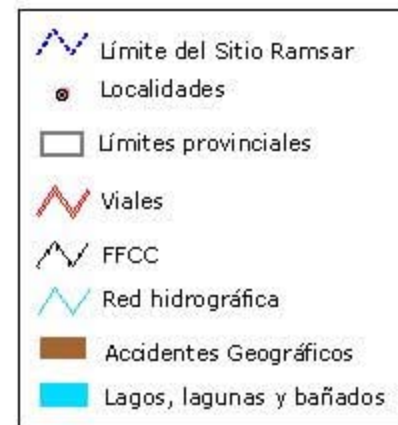 Límite del Sitio Ramsar
Localidades
Límites provinciales
Viales
FFCC
Red hidrográfica
Accidentes Geográficos
Lagos, lagunas y bañados